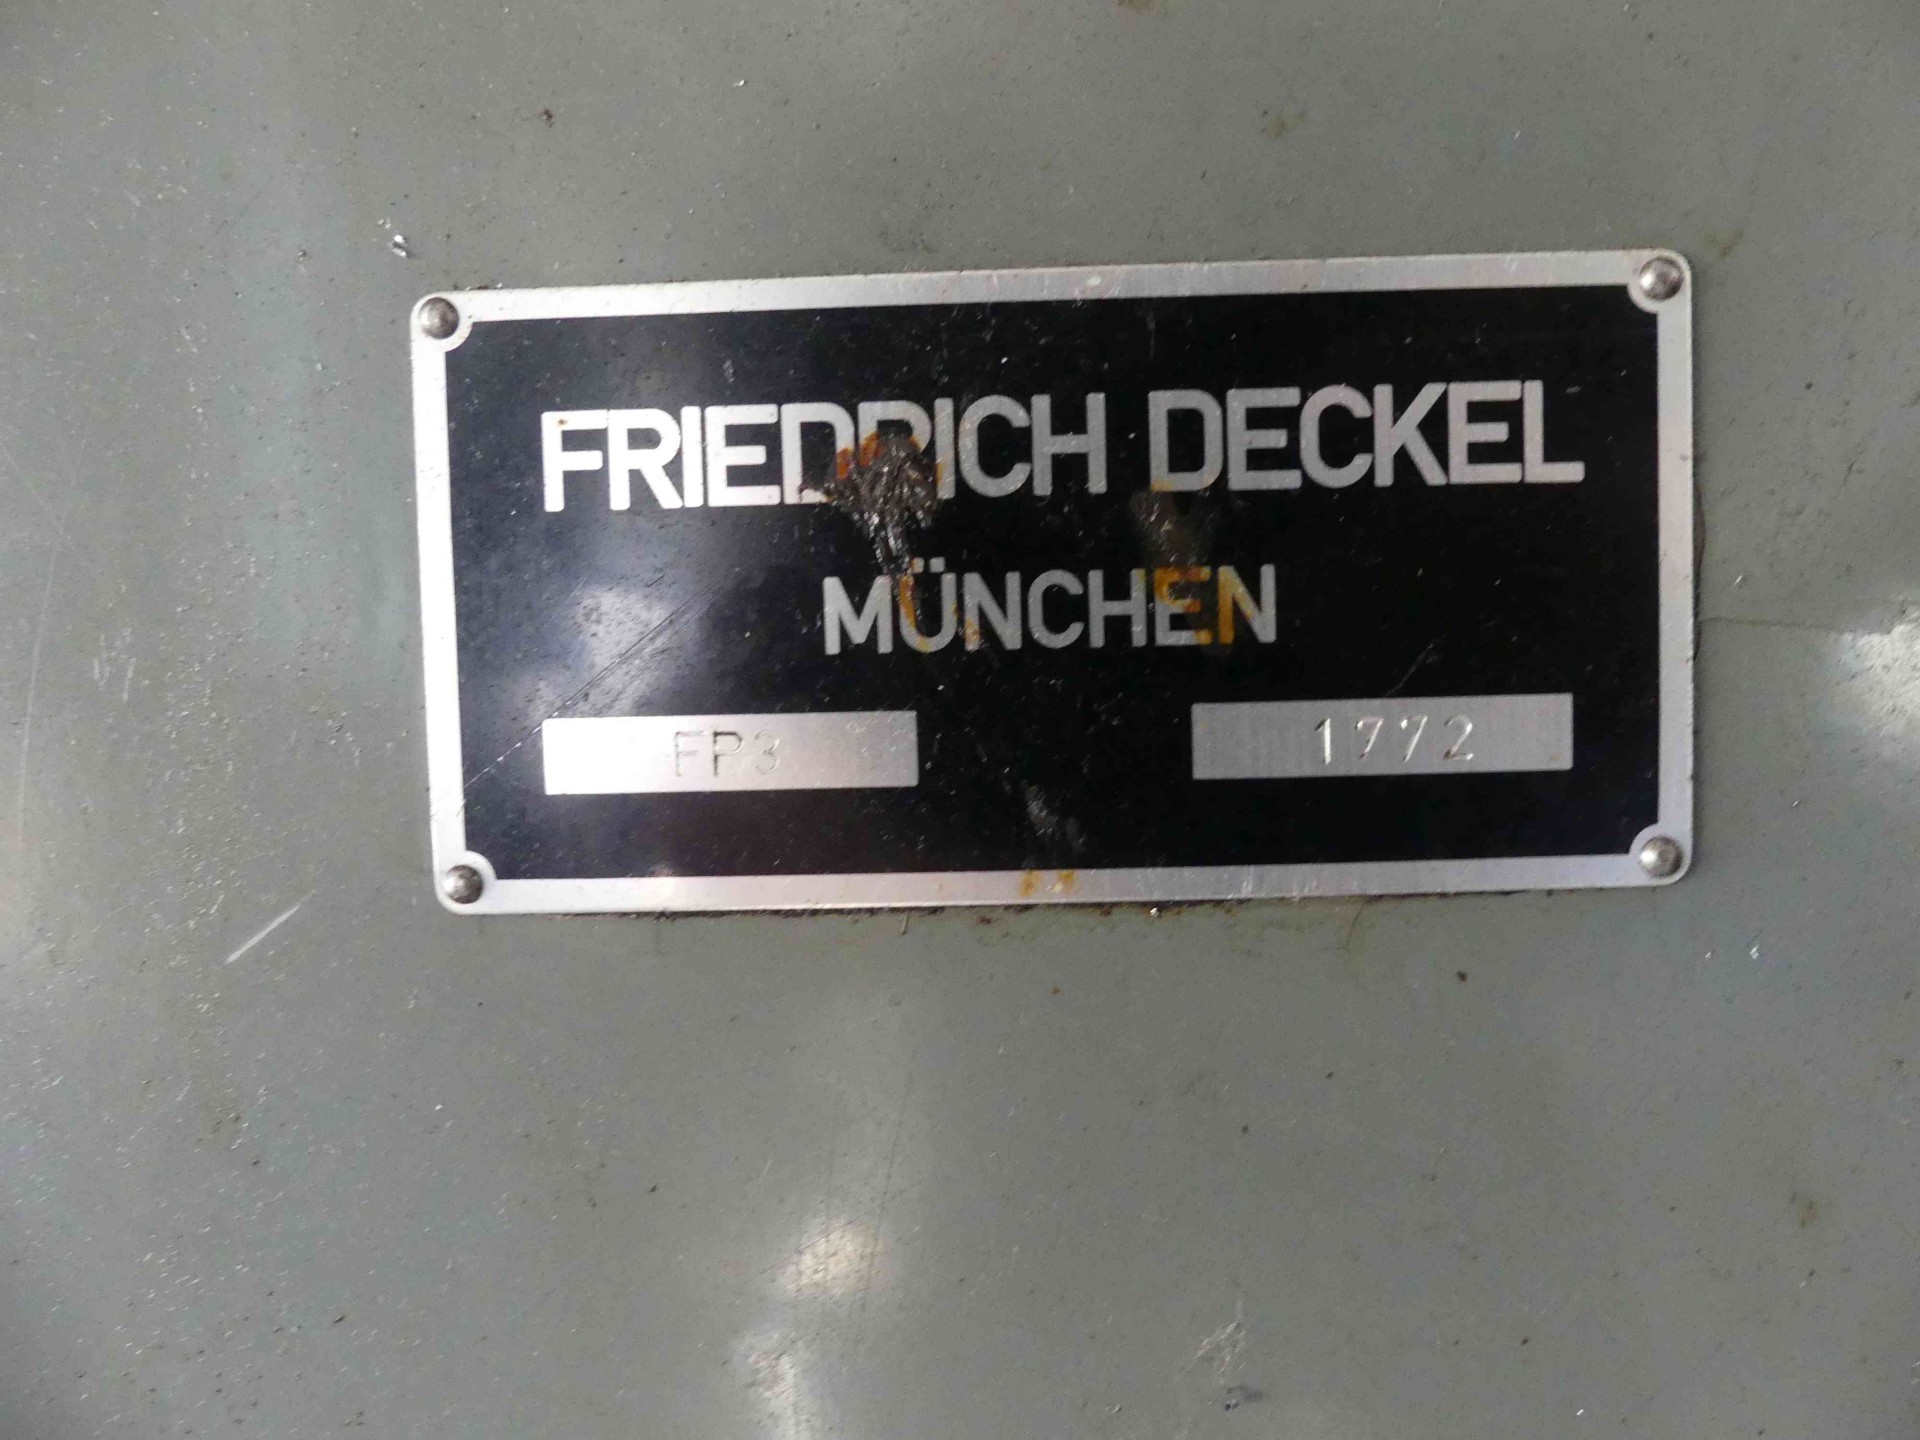 FRIEDRICH DECKEL
MÜNCHEN
FP3 1772